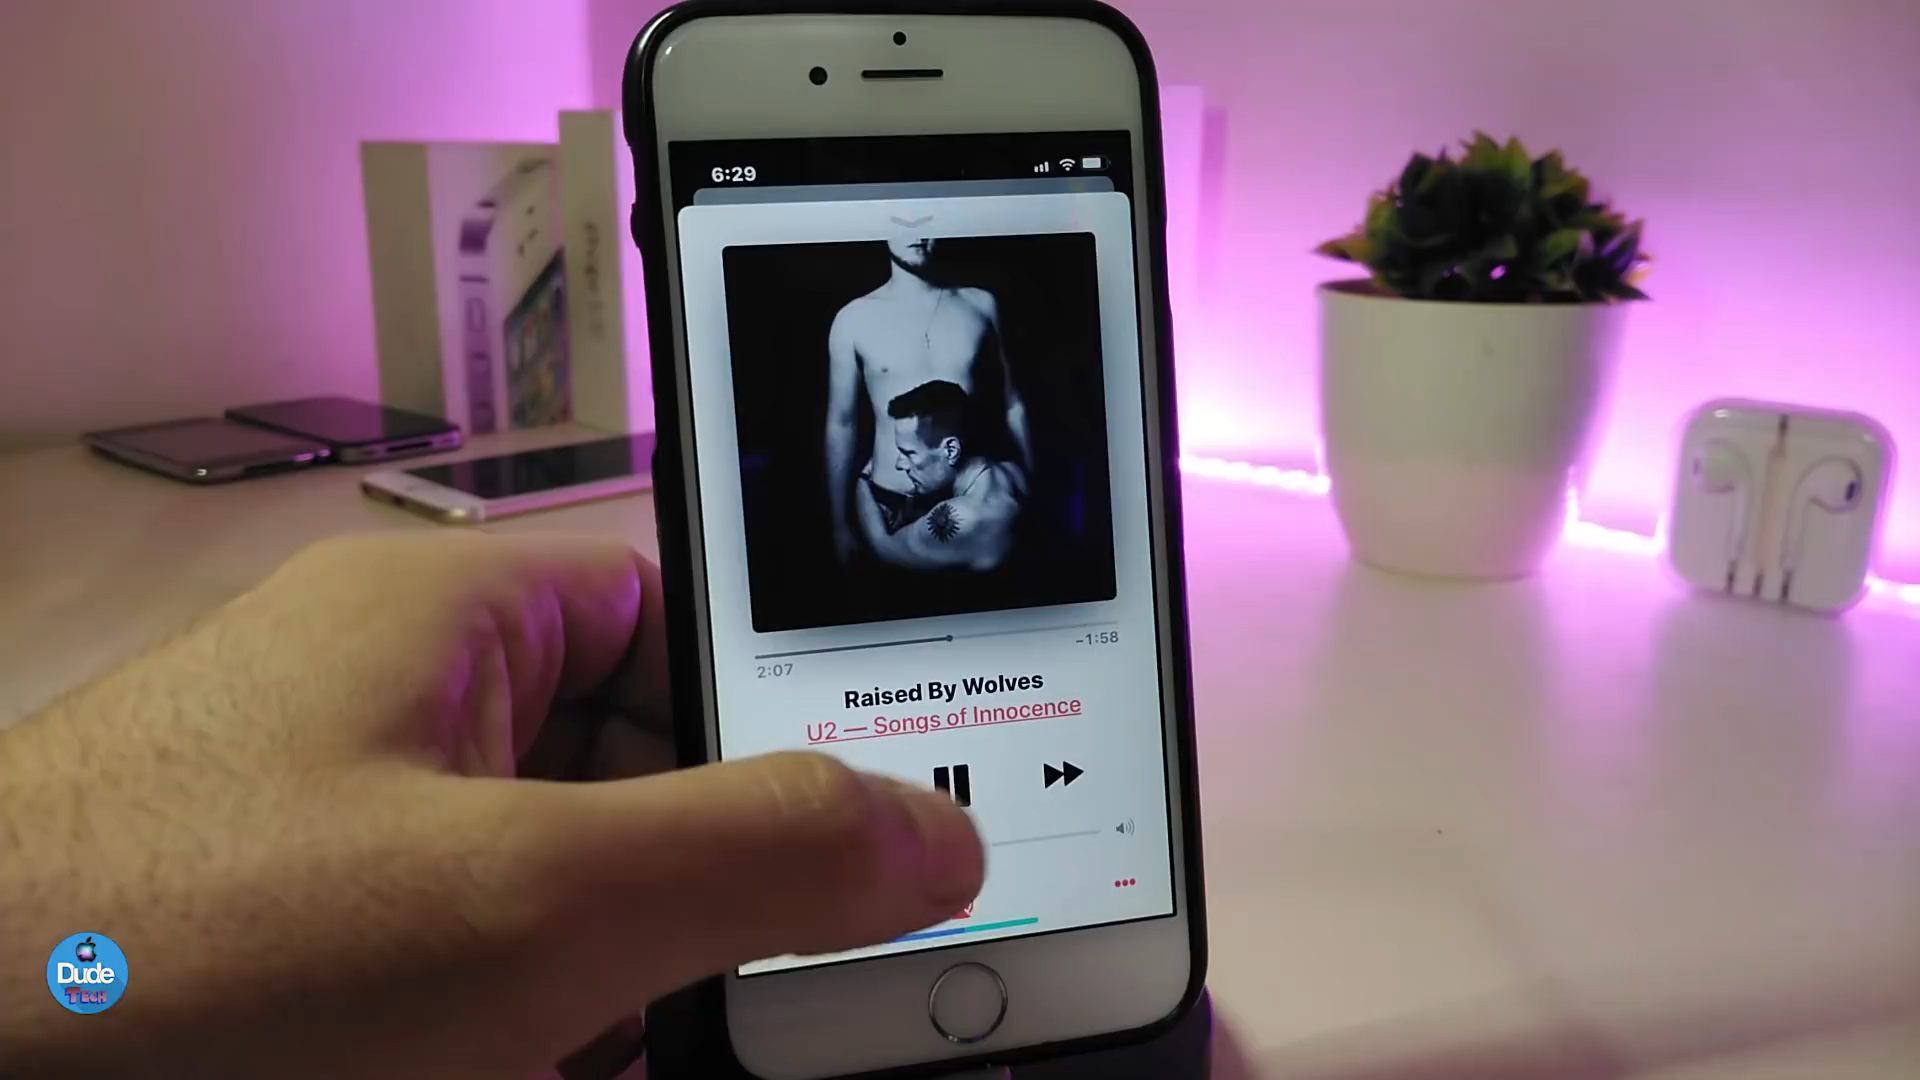 6:29
2:07
-1:58
Raised By Wolves
U2 — Songs of Innocence
Dude
TECH